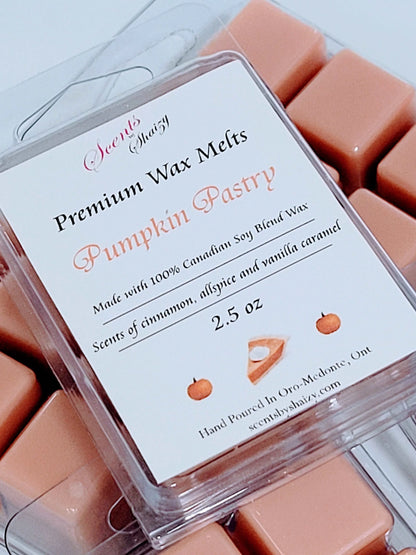 Scents
by
Shaizy
Premium Wax Melts
Pumpkin Pastry
Made with 100% Canadian Soy Blend Wax
Scents of cinnamon, allspice and vanilla caramel
2.5 oz
Hand Poured In Oro-Medonte, Ont
scentsbyshaizy.com